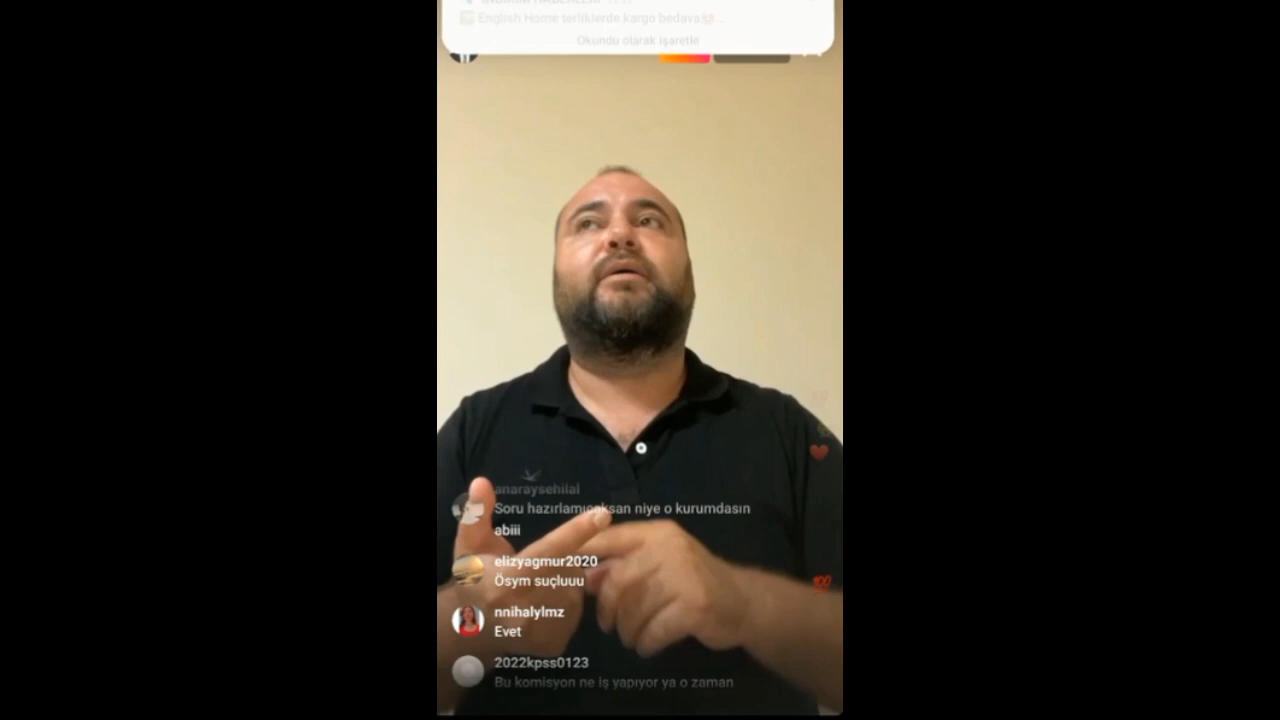 English Home terliklerde kargo bedava
Okundu olarak işaretle
anaraysehilal
Soru hazırlamıcaksan niye o kurumdasın
abiii
elizyagmur2020
Ösym suçluuu
nnihalylmz
Evet
2022kpss0123
Bu komisyon ne iş yapıyor ya o zaman